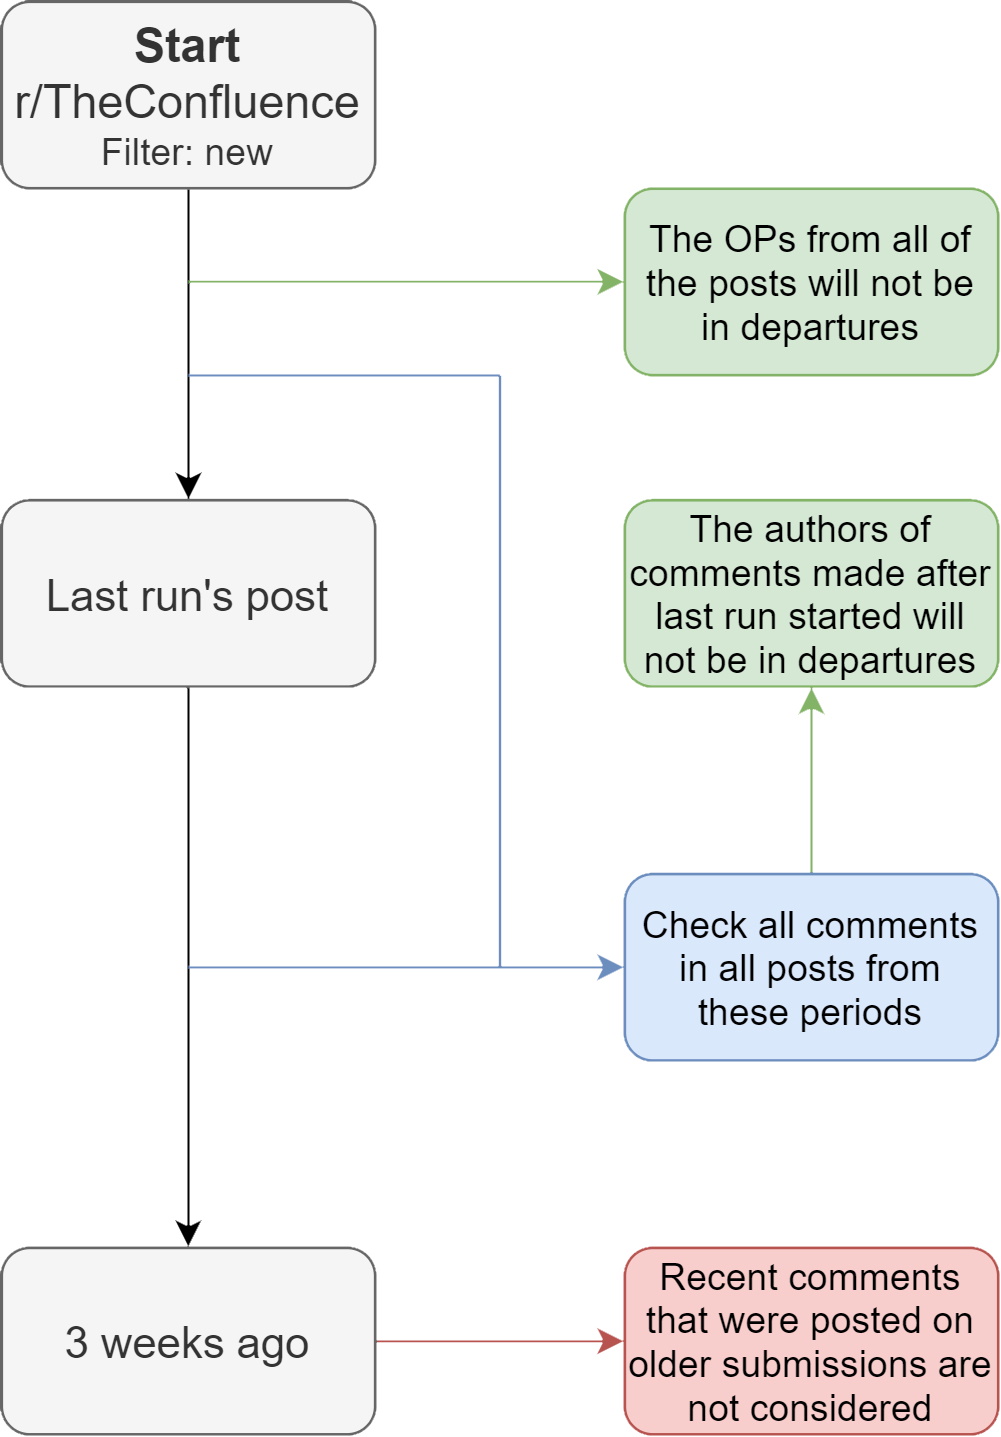 Start
r/TheConfluence
Filter: new
The OPs from all of
the posts will not be
in departures
Last run's post
The authors of
comments made after
last run started will
not be in departures
Check all comments
in all posts from
these periods
3 weeks ago
Recent comments
that were posted on
older submissions are
not considered